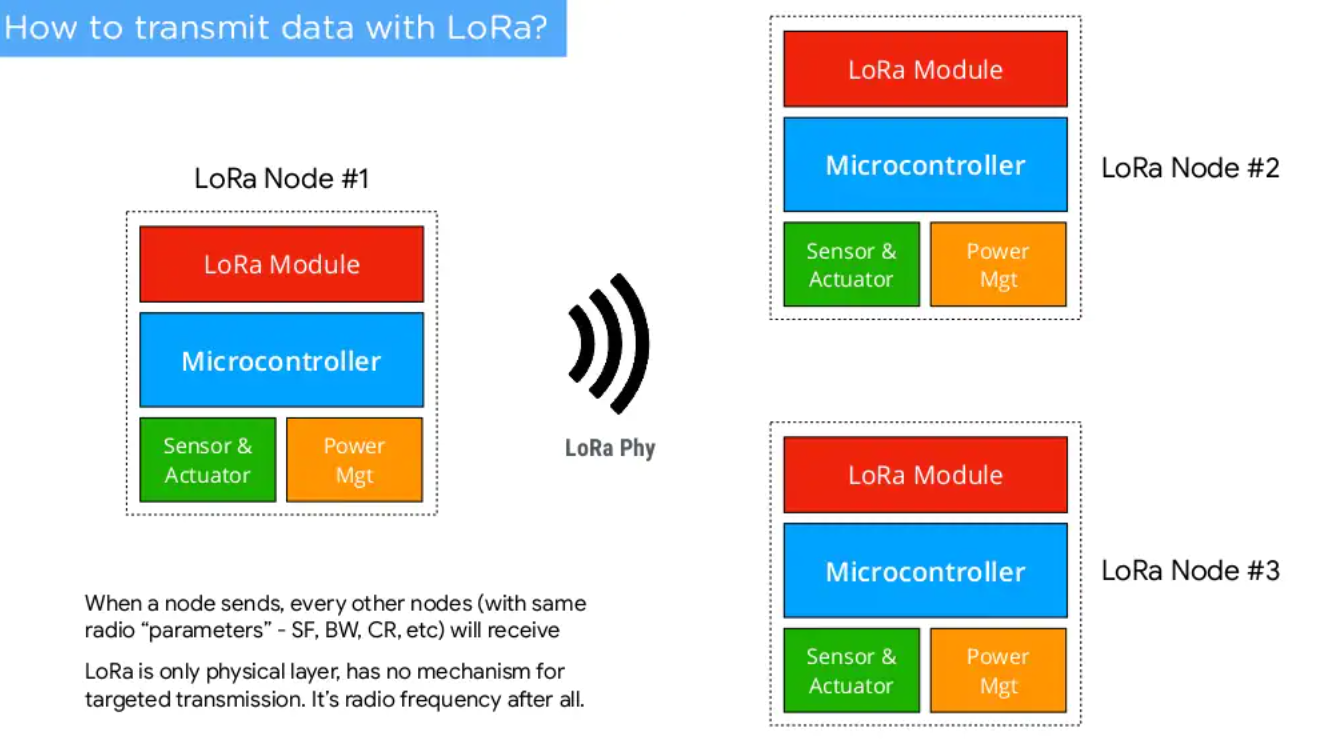 How to transmit data with LoRa?
LoRa Node #1
LoRa Module
Microcontroller
Sensor &
Actuator
Power
Mgt
LoRa Phy
LoRa Module
Microcontroller
Sensor &
Actuator
Power
Mgt
LoRa Node #2
LoRa Module
Microcontroller
Sensor &
Actuator
Power
Mgt
LoRa Node #3
When a node sends, every other nodes (with same
radio “parameters” - SF, BW, CR, etc) will receive
LoRa is only physical layer, has no mechanism for
targeted transmission. It’s radio frequency after all.